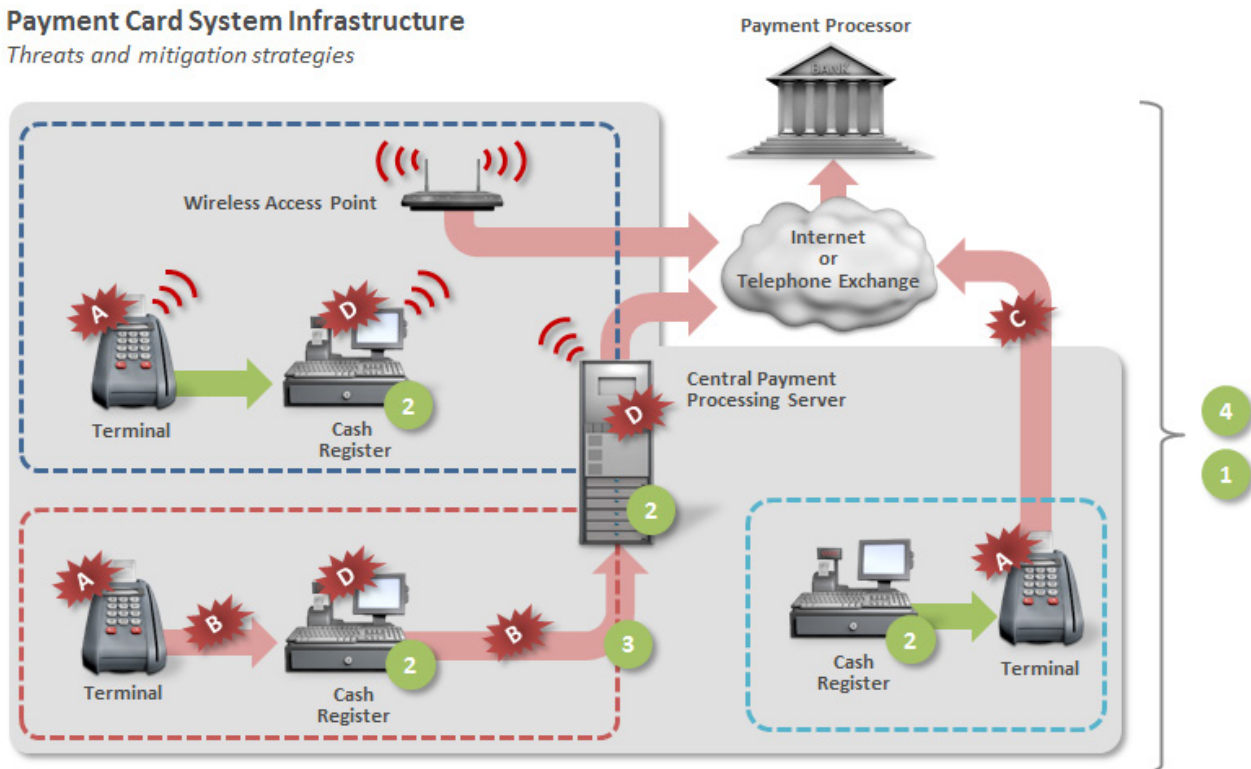 Payment Card System Infrastructure
Threats and mitigation strategies
Payment Processor
BANK
Wireless Access Point
Internet
or
Telephone Exchange
A
D
C
2
Terminal
Cash
Register
Central Payment
Processing Server
D
2
4
1
A
B
D
2
B
3
Terminal
Cash
Register
A
2
Cash
Register
Terminal